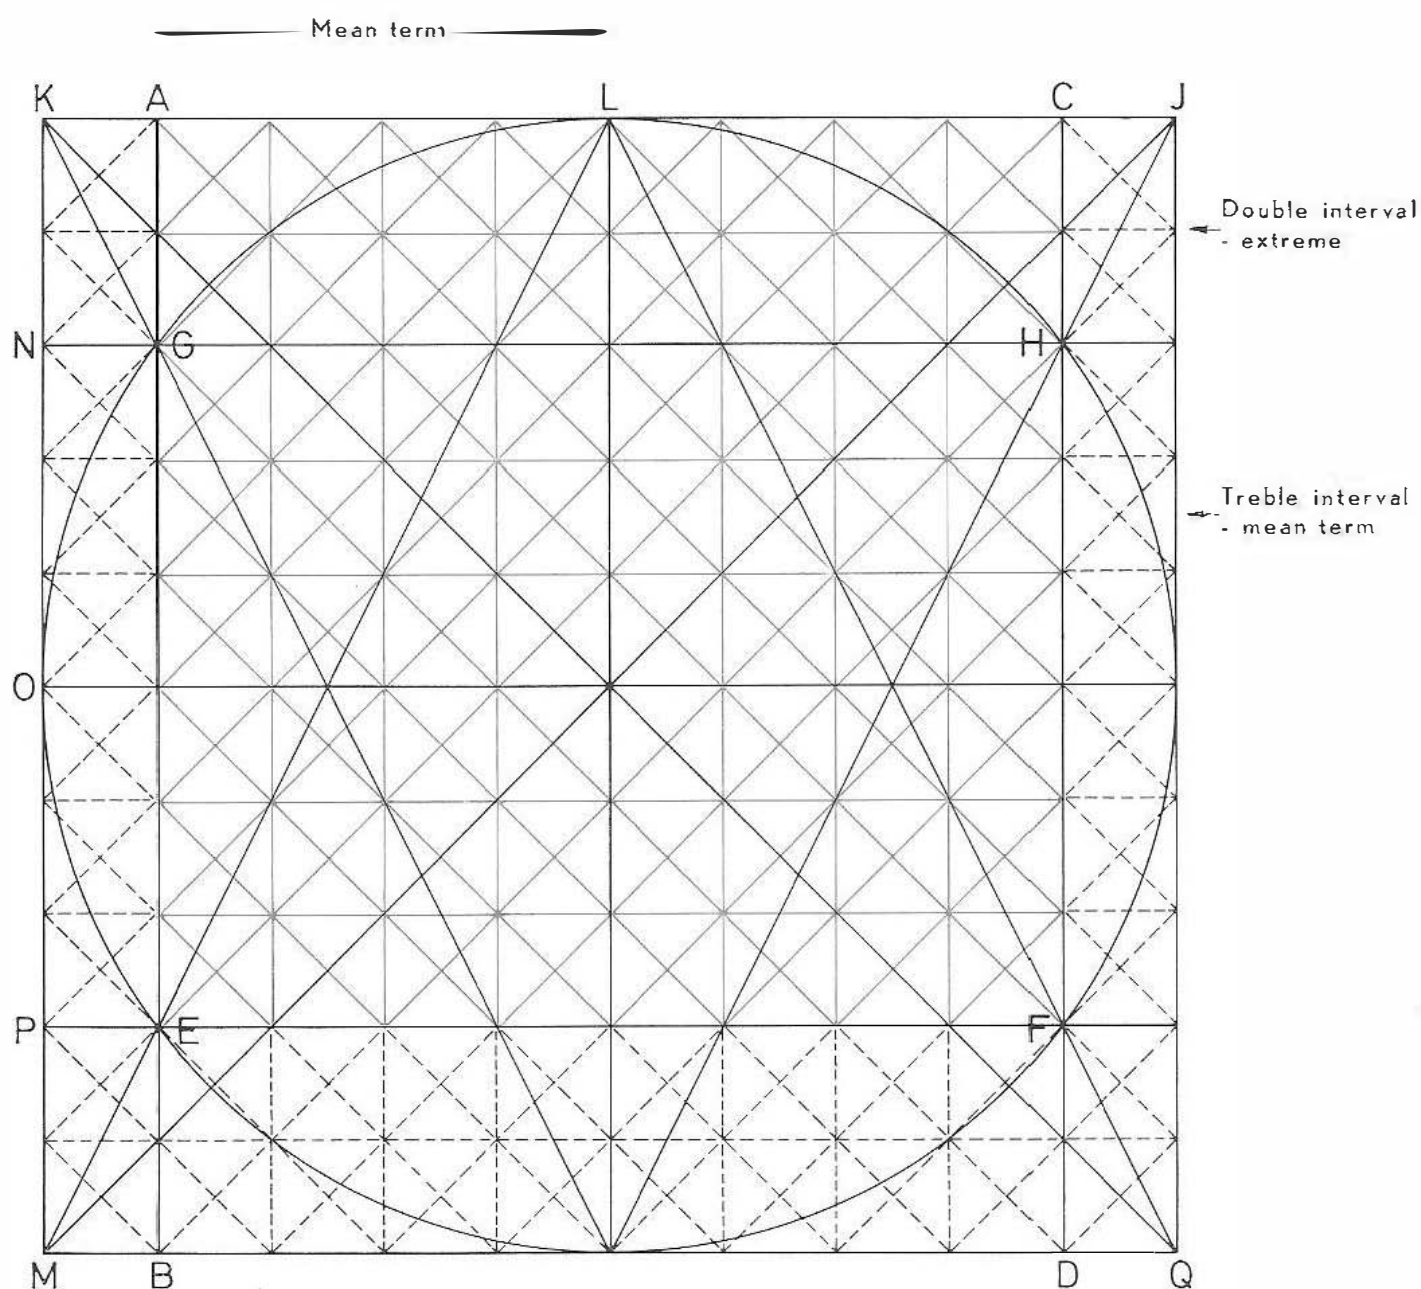 Mean term
K A L C J
Double interval
- extreme
N G H
Treble interval
- mean term
O
P E F
M B D Q